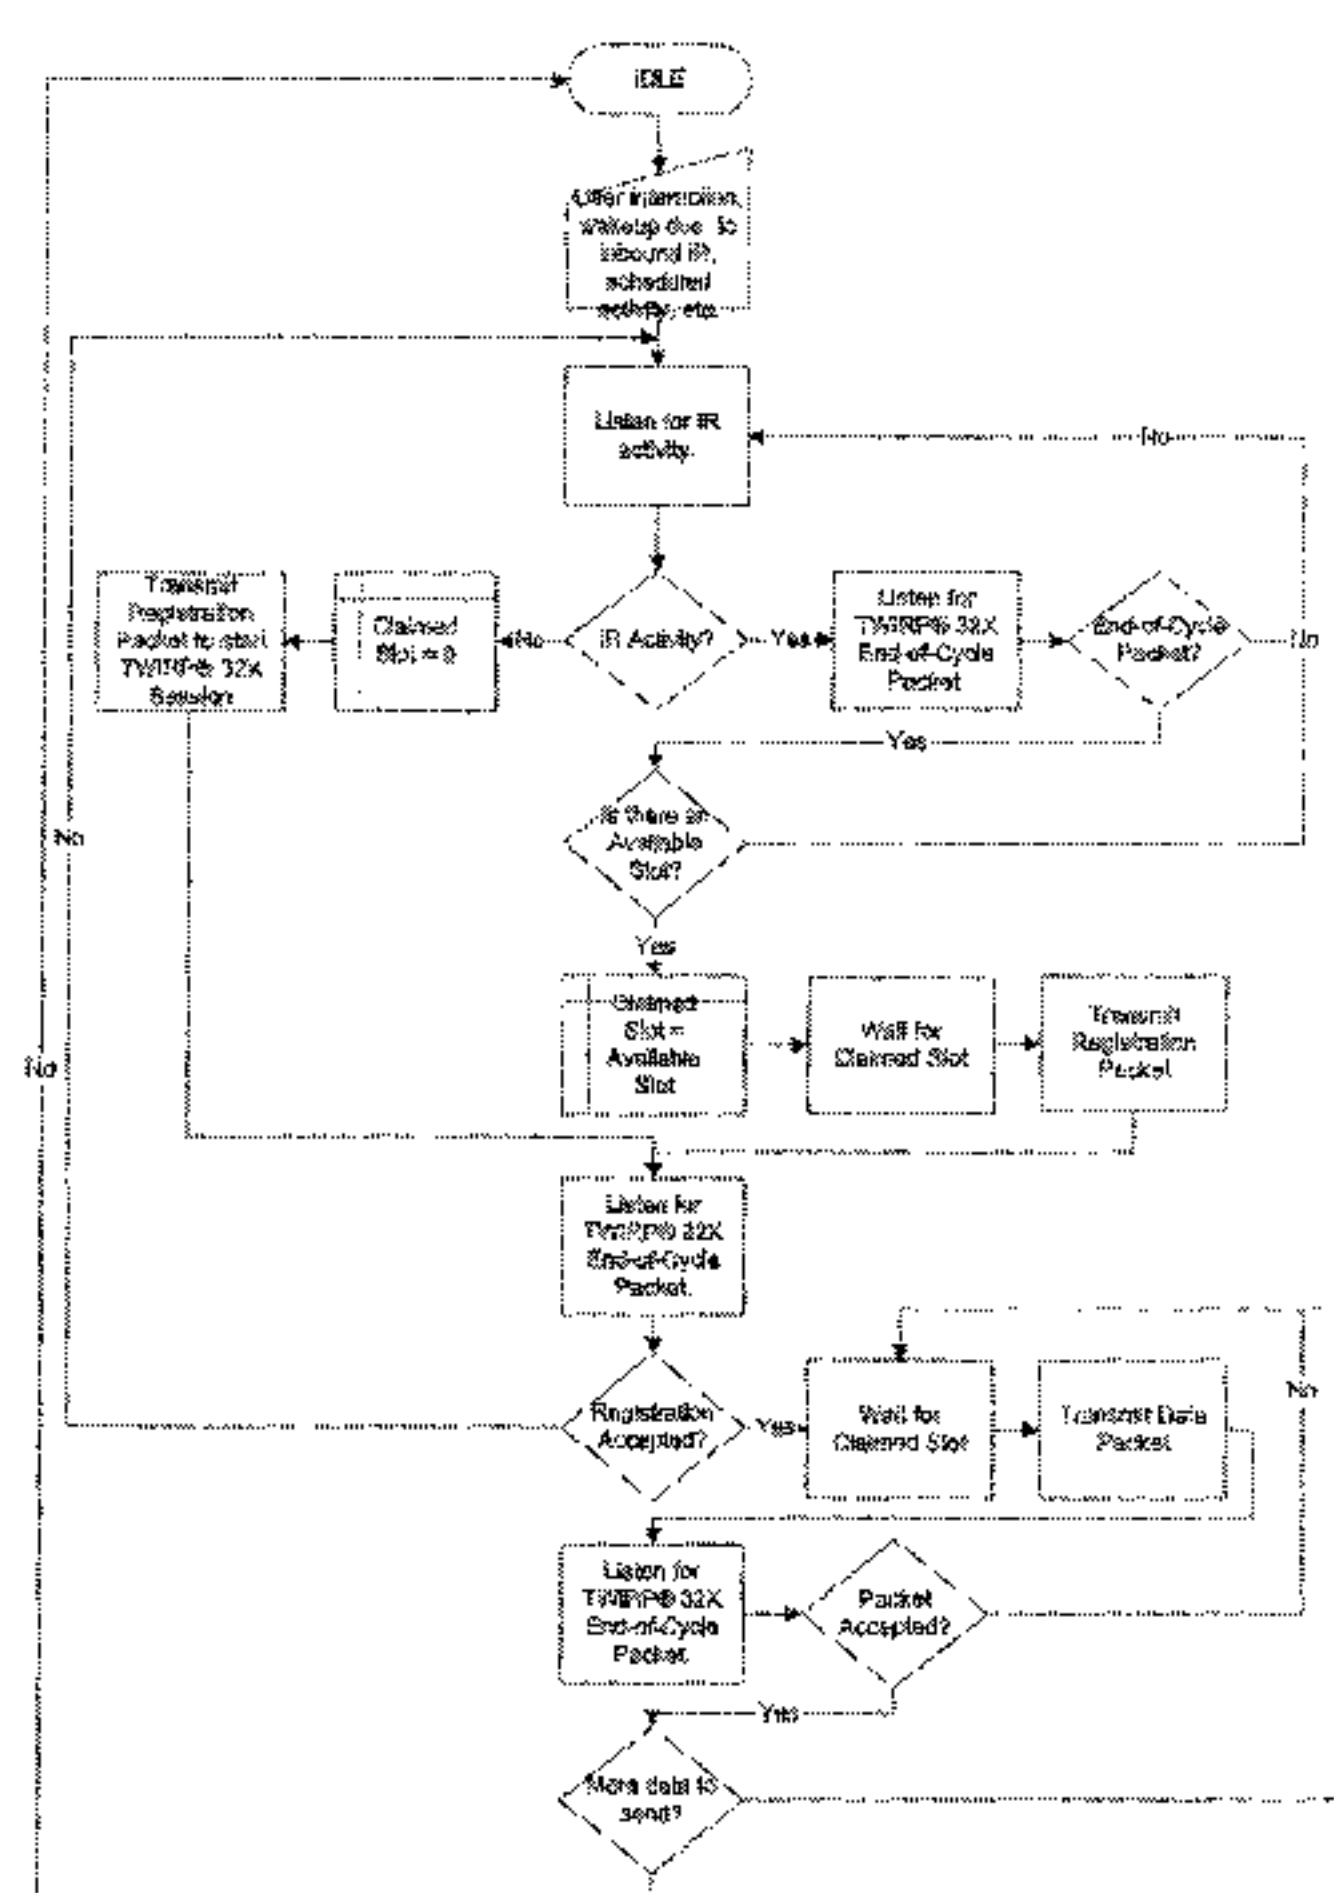 IDLE
User interaction,
wakeup due to
inbound IR,
scheduled
activity, etc.
Listen for IR
activity.
No
Transmit
Registration
Packet to start
TWIRP® 32X
Session
Claimed
Slot = 
No
IR Activity?
Yes
Listen for
TWIRP® 32X
End-of-Cycle
Packet
End-of-Cycle
Packet?
No
Yes
No
Is there an
Available
Slot?
Yes
Claimed
Slot =
Available
Slot
Wait for
Claimed Slot
Transmit
Registration
Packet
No
Listen for
TWIRP® 32X
End-of-Cycle
Packet.
Registration
Accepted?
Yes
Wait for
Claimed Slot
Transmit Data
Packet
No
Listen for
TWIRP® 32X
End-of-Cycle
Packet.
Packet
Accepted?
Yes
More data to
send?